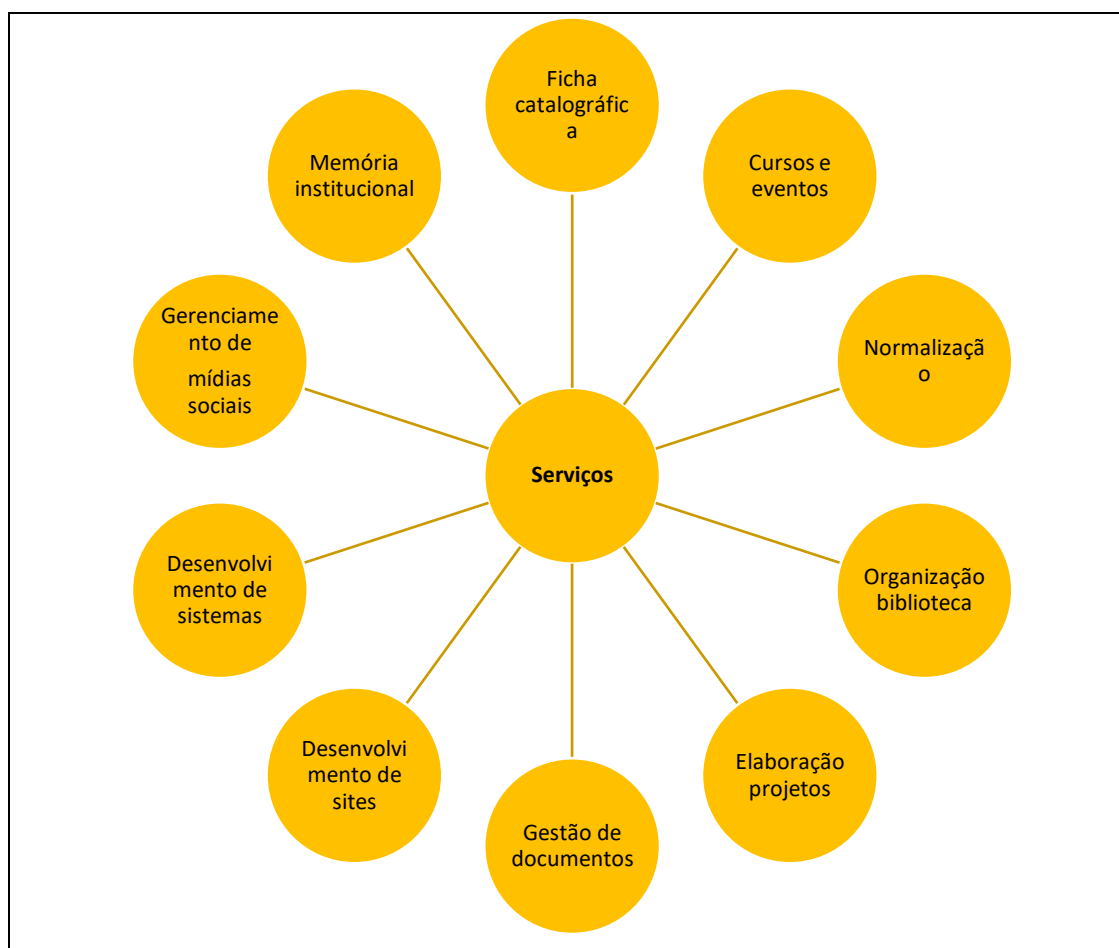 Ficha
catalográfic
a
Cursos e
eventos
Normalizaçã
o
Organização
biblioteca
Elaboração
projetos
Gestão de
documentos
Desenvolvi
mento de
sites
Desenvolvi
mento de
sistemas
Gerenciame
nto de
mídias
sociais
Memória
institucional
Serviços